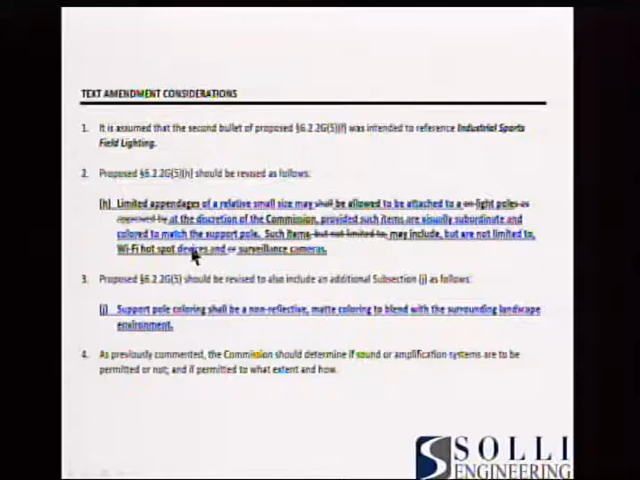 TEXT AMENDMENT CONSIDERATIONS
1. It is assumed that the second bullet of proposed §6.2.2G(5)(f) was intended to reference Industrial Sports
Field Lighting.
2. Proposed §6.2.2G(5)(h) should be revised as follows:
(h) Limited appendages of a relative small size may shall be allowed to be attached to a on light poles as
approved by at the discretion of the Commission, provided such items are visually subordinate and
colored to match the support pole. Such items, but not limited to, may include, but are not limited to,
Wi-Fi hot spot devices and or surveillance cameras.
3. Proposed §6.2.2G(5) should be revised to also include an additional Subsection (j) as follows:
(j) Support pole coloring shall be a non-reflective, matte coloring to blend with the surrounding landscape
environment.
4. As previously commented, the Commission should determine if sound or amplification systems are to be
permitted or not; and if permitted to what extent and how.
SOLLI
ENGINEERING